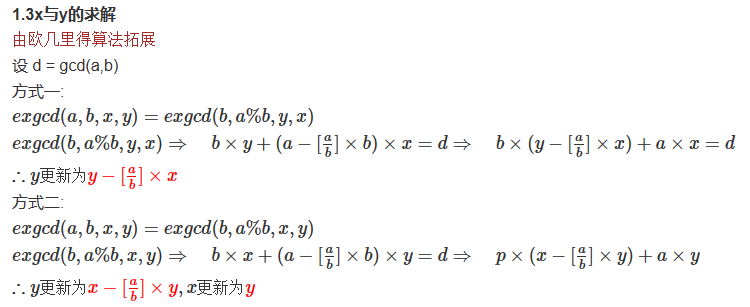 1.3x与y的求解
由欧几里得算法拓展
设 d = gcd(a,b)
方式一:
exgcd(a, b, x, y) = exgcd(b, a%b, y, x)
exgcd(b, a%b, y, x) ⇒ b × y + (a − [a/b] × b) × x = d ⇒ b × (y − [a/b] × x) + a × x = d
∴ y更新为y − [a/b] × x
方式二:
exgcd(a, b, x, y) = exgcd(b, a%b, x, y)
exgcd(b, a%b, x, y) ⇒ b × x + (a − [a/b] × b) × y = d ⇒ p × (x − [a/b] × y) + a × y
∴ y更新为x − [a/b] × y, x更新为y